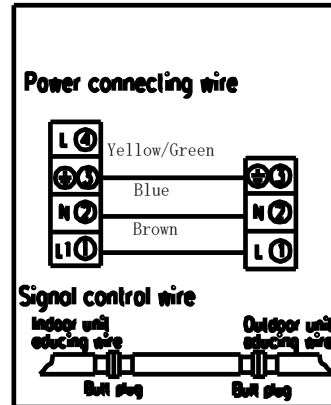 Power connecting wire
L ④
Yellow/Green
③ ③
Blue
N ② N ②
Brown
L1 ① L ①
Signal control wire
Indoor unit Outdoor unit
educing wire educing wire
Butt plug Butt plug